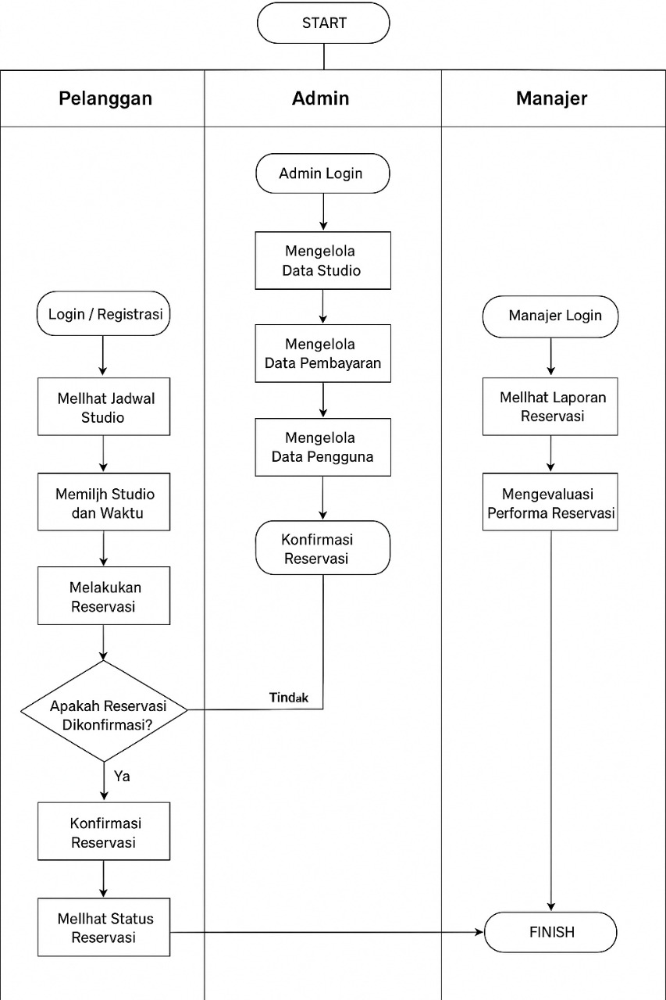 START
Pelanggan
Admin
Manajer
Login / Registrasi
Mellhat Jadwal
Studio
Memiljh Studio
dan Waktu
Melakukan
Reservasi
Apakah Reservasi
Dikonfirmasi?
Ya
Konfirmasi
Reservasi
Mellhat Status
Reservasi
Admin Login
Mengelola
Data Studio
Mengelola
Data Pembayaran
Mengelola
Data Pengguna
Konfirmasi
Reservasi
Tindak
Manajer Login
Mellhat Laporan
Reservasi
Mengevaluasi
Performa Reservasi
FINISH